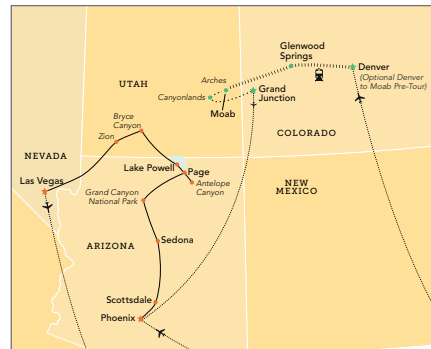 Glenwood
Springs
Denver
(Optional Denver
to Moab Pre-Tour)
Arches
UTAH
Canyonlands
Grand
Junction
Moab
Bryce
Canyon
COLORADO
Zion
NEVADA
Lake Powell
Page
Las Vegas
Antelope
Canyon
NEW
MEXICO
Grand Canyon
National Park
ARIZONA
Sedona
Scottsdale
Phoenix